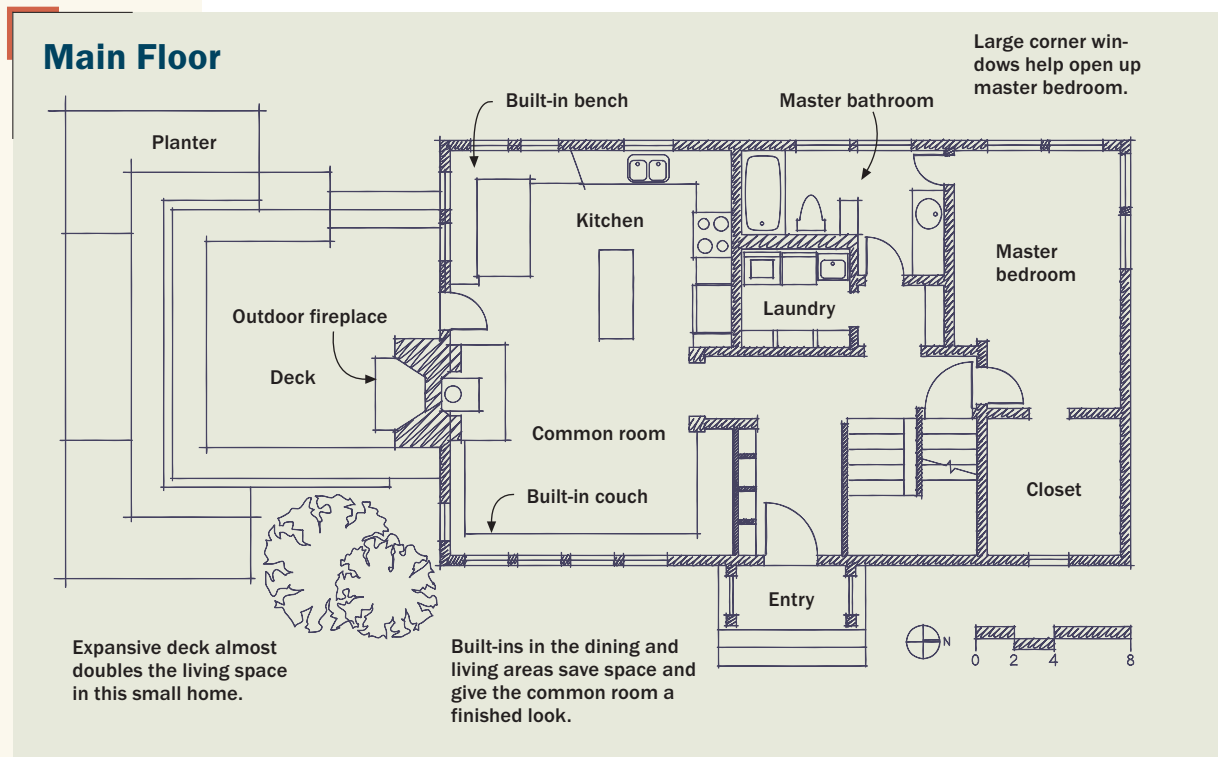 Main Floor
Large corner win-
dows help open up
master bedroom.
Built-in bench
Master bathroom
Planter
Kitchen
Master
bedroom
Laundry
Outdoor fireplace
Deck
Common room
Built-in couch
Closet
Entry
N
0 2 4 8
Expansive deck almost
doubles the living space
in this small home.
Built-ins in the dining and
living areas save space and
give the common room a
finished look.